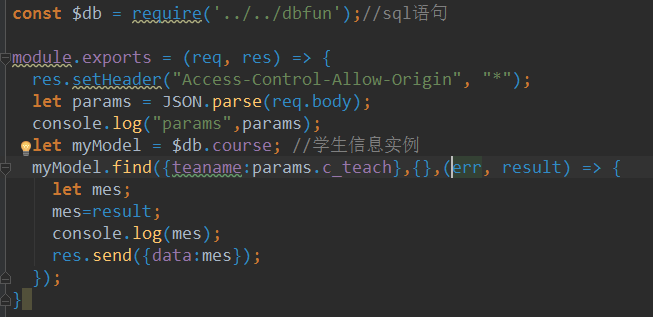 const $db = require('../../dbfun');//sql语句
module.exports = (req, res) => {
res.setHeader("Access-Control-Allow-Origin", "*");
let params = JSON.parse(req.body);
console.log("params",params);
let myModel = $db.course; //学生信息实例
myModel.find({teaname:params.c_teach},{},(err, result) => {
let mes;
mes=result;
console.log(mes);
res.send({data:mes});
});
}